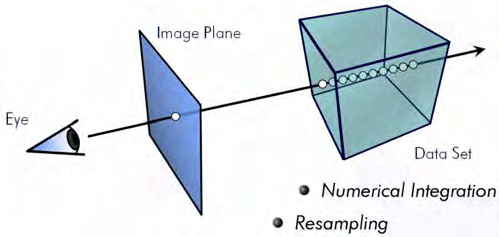 Image Plane
Eye
Data Set
Numerical Integration
Resampling